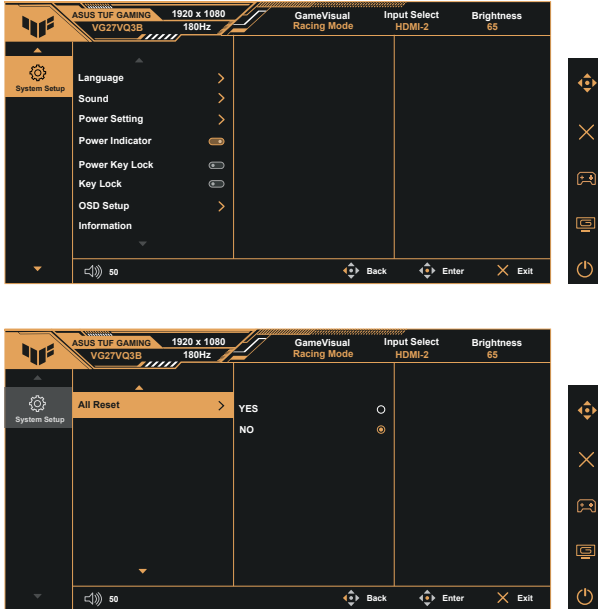 ASUS TUF GAMING 1920 x 1080 GameVisual Input Select Brightness
VG27VQ3B 180Hz Racing Mode HDMI-2 65
System Setup
Language
Sound
Power Setting
Power Indicator
Power Key Lock
Key Lock
OSD Setup
Information
50 Back Enter Exit
ASUS TUF GAMING 1920 x 1080 GameVisual Input Select Brightness
VG27VQ3B 180Hz Racing Mode HDMI-2 65
System Setup
All Reset
YES
NO
50 Back Enter Exit